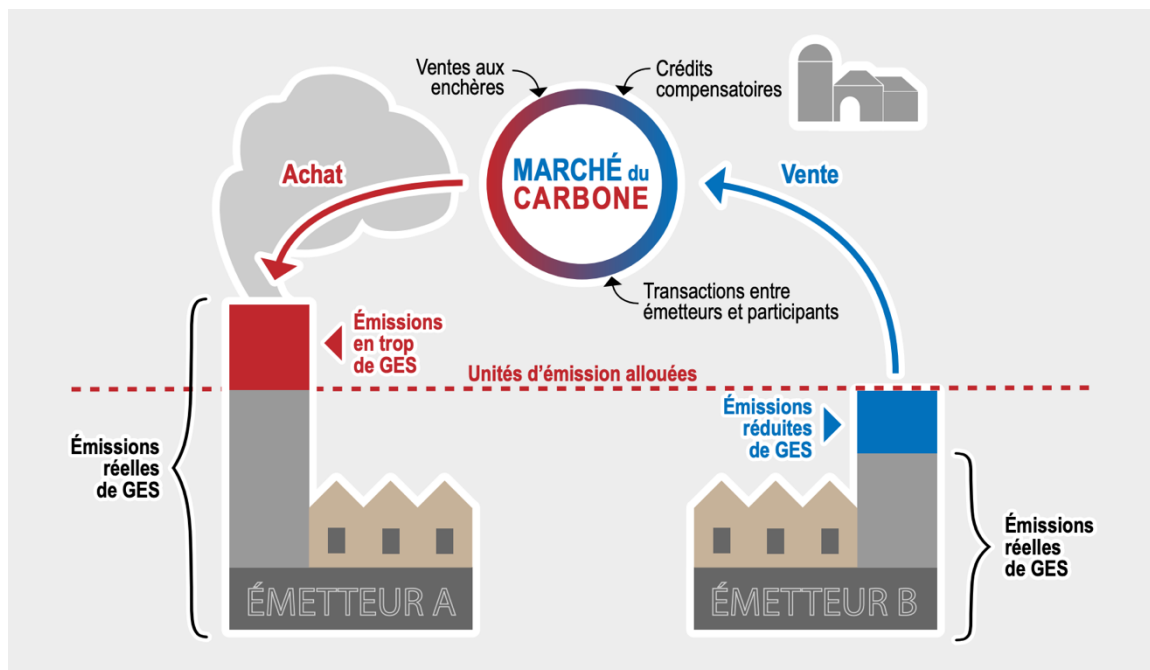 Ventes aux
enchères
Crédits
compensatoires
Achat
MARCHÉ du
CARBONE
Vente
Transactions entre
émetteurs et participants
Émissions
en trop
de GES
Unités d'émission allouées
Émissions
réduites
de GES
Émissions
réelles
de GES
Émissions
réelles
de GES
ÉMETTEUR A
ÉMETTEUR B